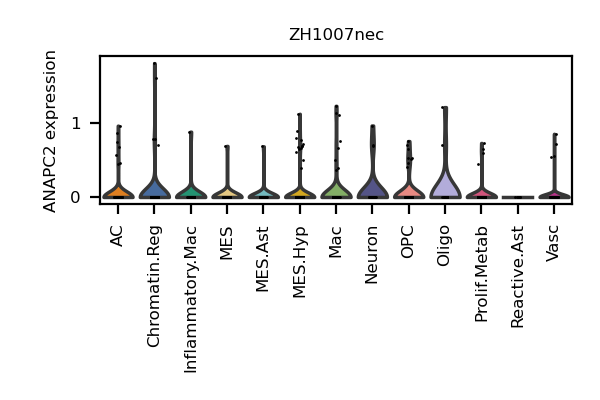 ZH1007nec
ANAPC2 expression
1
0
AC
Chromatin.Reg
Inflammatory.Mac
MES
MES.Ast
MES.Hyp
Mac
Neuron
OPC
Oligo
Prolif.Metab
Reactive.Ast
Vasc